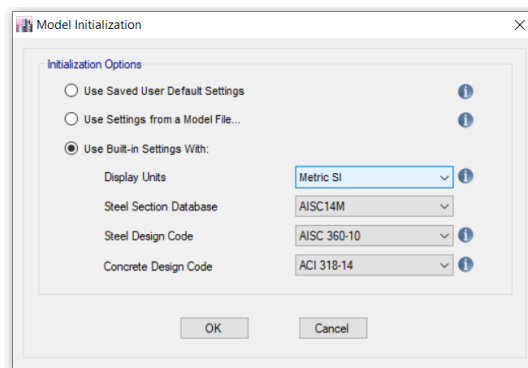 Model Initialization
Initialization Options
Use Saved User Default Settings
Use Settings from a Model File...
Use Built-in Settings With:
Display Units Metric SI
Steel Section Database AISC14M
Steel Design Code AISC 360-10
Concrete Design Code ACI 318-14
OK Cancel